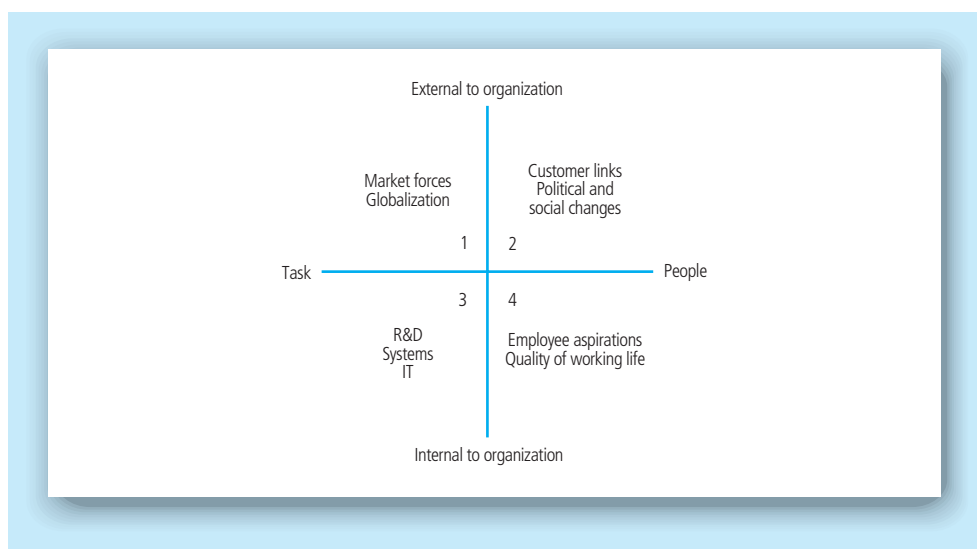 External to organization
Market forces
Globalization
Customer links
Political and
social changes
1
2
Task
People
3
4
R&D
Systems
IT
Employee aspirations
Quality of working life
Internal to organization